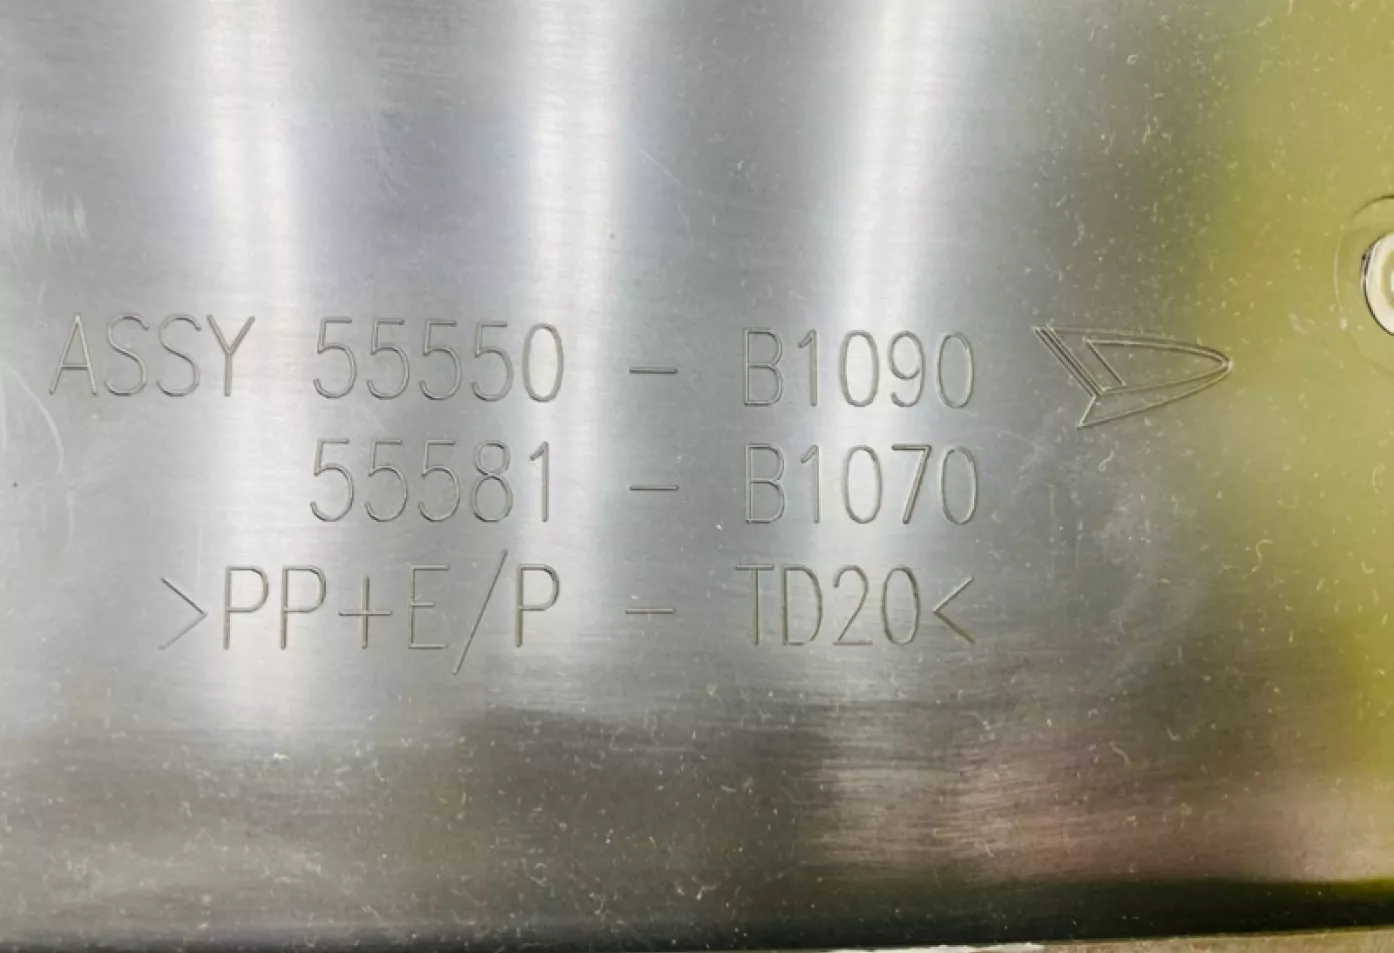 ASSY 55550 - B1090
55581 - B1070
>PP+E/P - TD20<